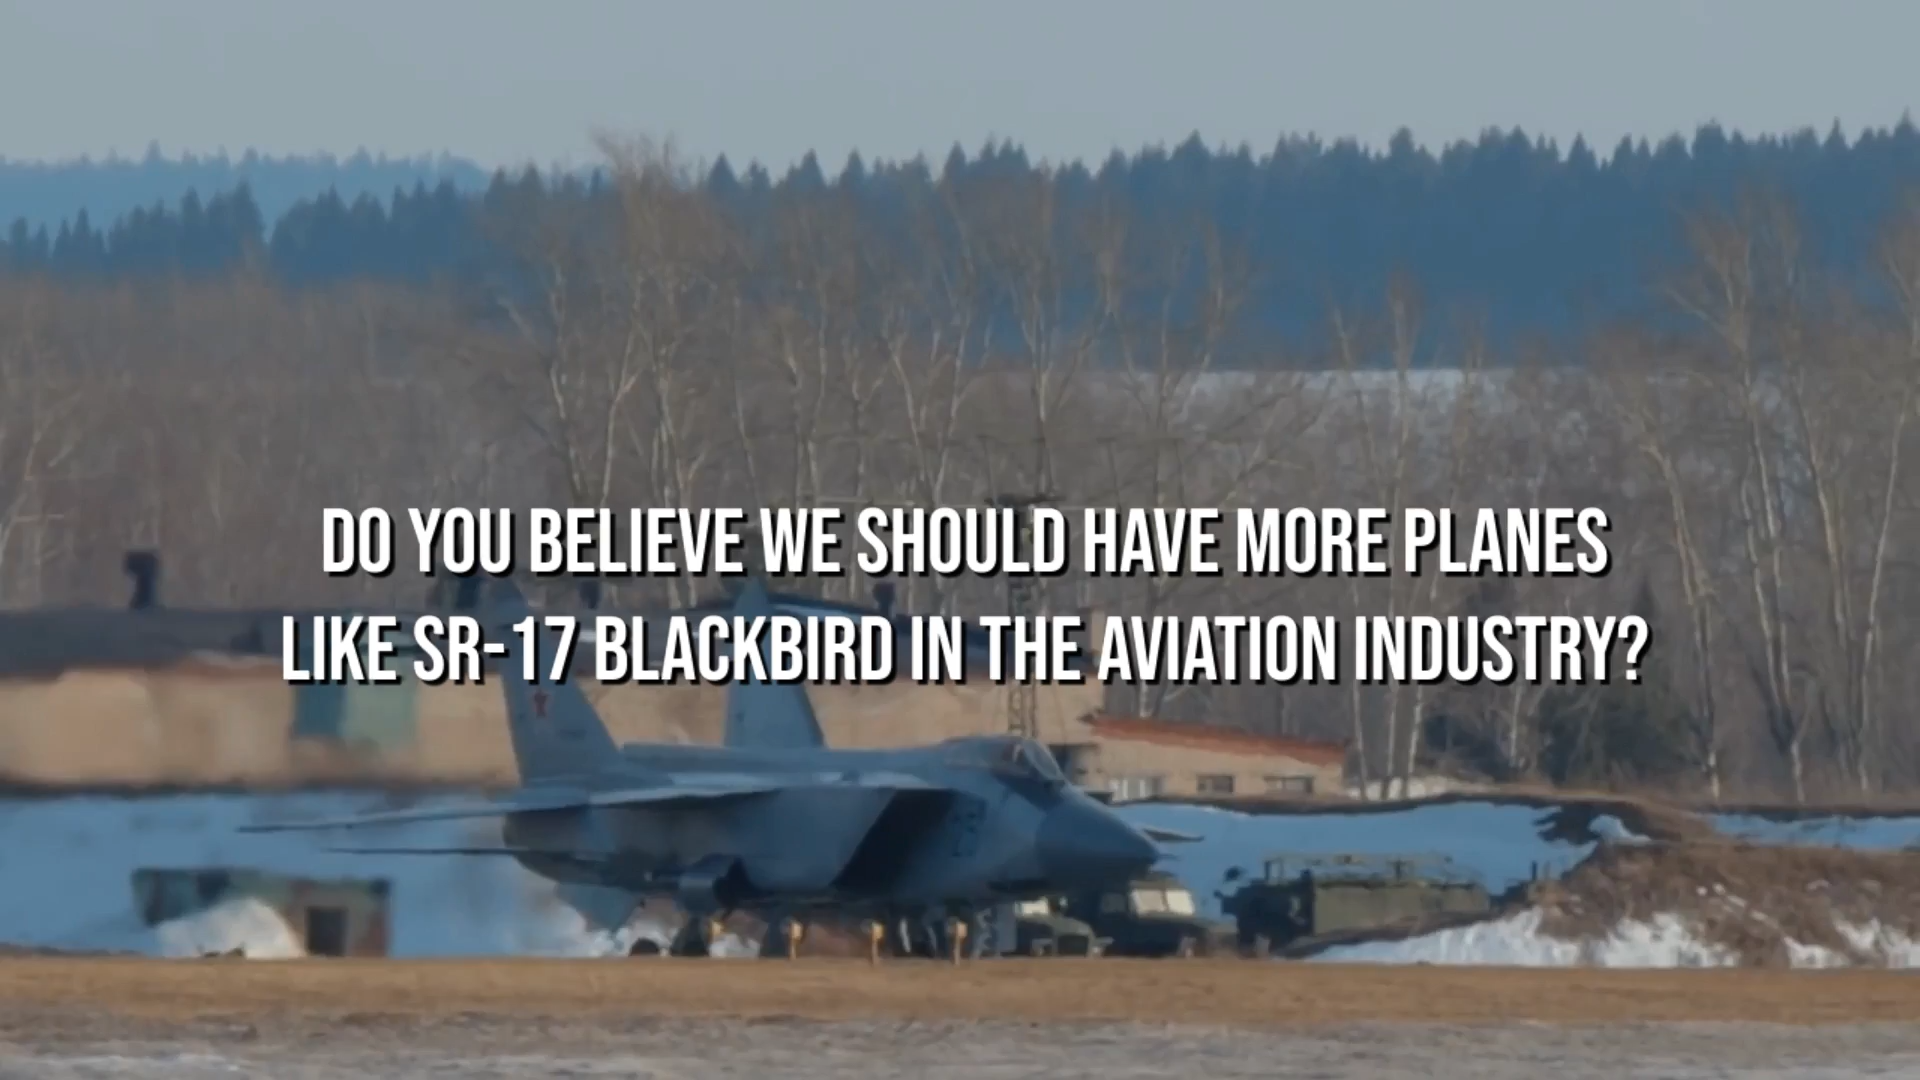 DO YOU BELIEVE WE SHOULD HAVE MORE PLANES
LIKE SR-17 BLACKBIRD IN THE AVIATION INDUSTRY?